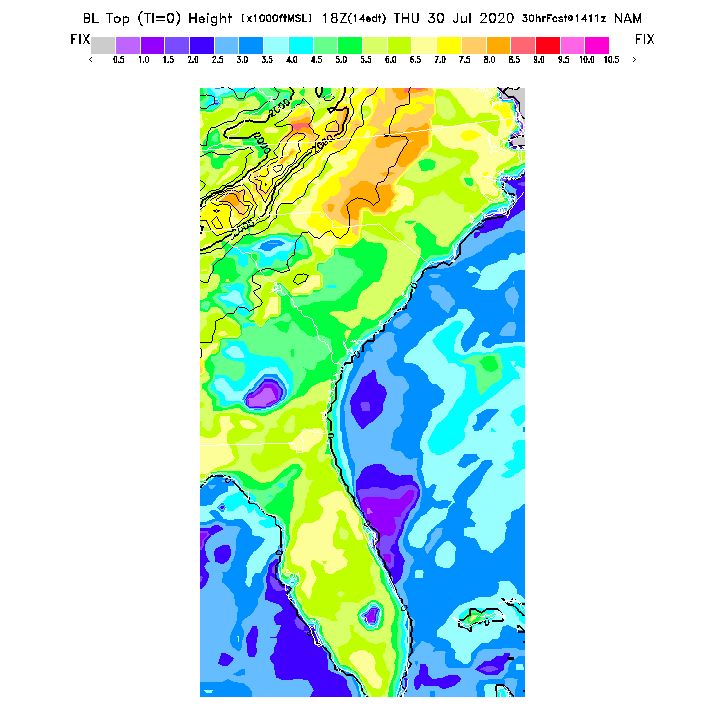 BL Top (TI=0) Height [x1000ftMSL] 18Z(14edt) THU 30 Jul 2020 30hrFcst@1411z NAM
FIX FIX
< 0.5 1.0 1.5 2.0 2.5 3.0 3.5 4.0 4.5 5.0 5.5 6.0 6.5 7.0 7.5 8.0 8.5 9.0 9.5 10.0 10.5 >
2000
2000
2000